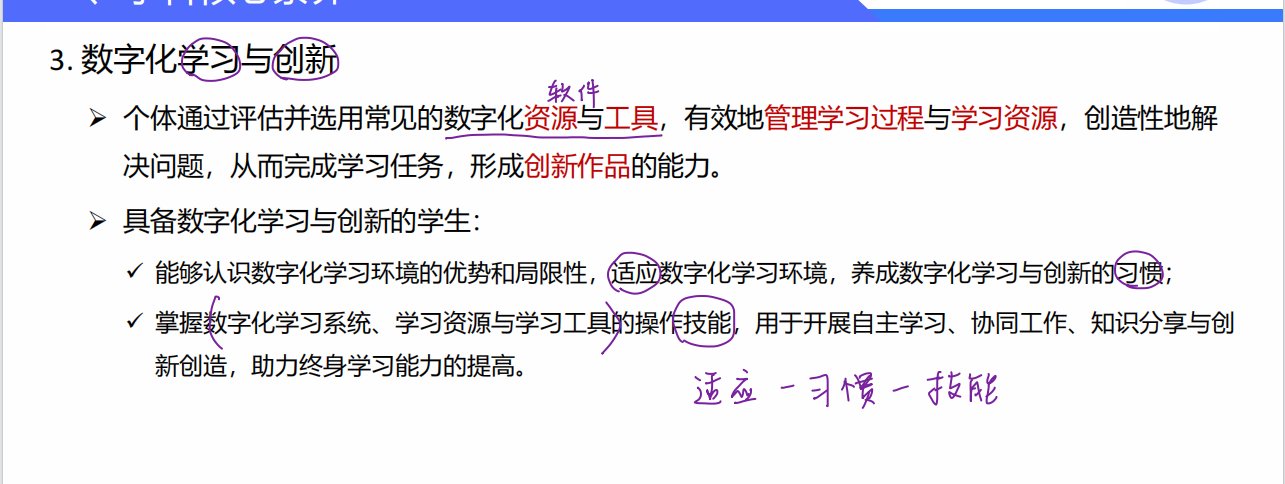 3. 数字化学习与创新
软件
个体通过评估并选用常见的数字化资源与工具，有效地管理学习过程与学习资源，创造性地解
决问题，从而完成学习任务，形成创新作品的能力。
具备数字化学习与创新的学生：
能够认识数字化学习环境的优势和局限性，适应数字化学习环境，养成数字化学习与创新的习惯；
掌握数字化学习系统、学习资源与学习工具的操作技能，用于开展自主学习、协同工作、知识分享与创
新创造，助力终身学习能力的提高。
适应 - 习惯 - 技能